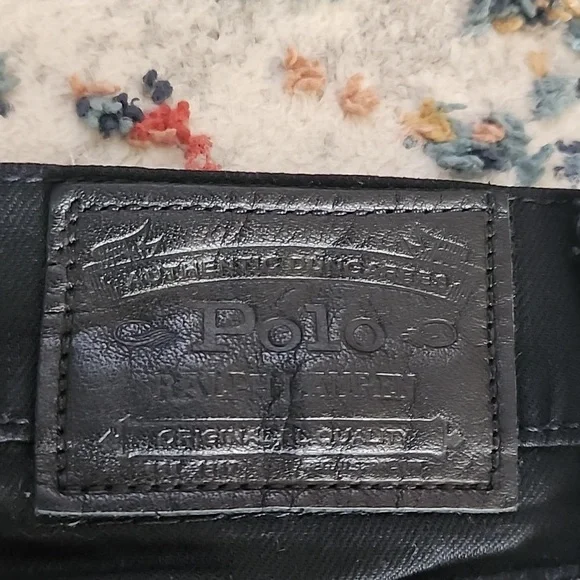 AUTHENTIC DUNGAREES
Polo
RALPH LAUREN
ORIGINAL QUALITY